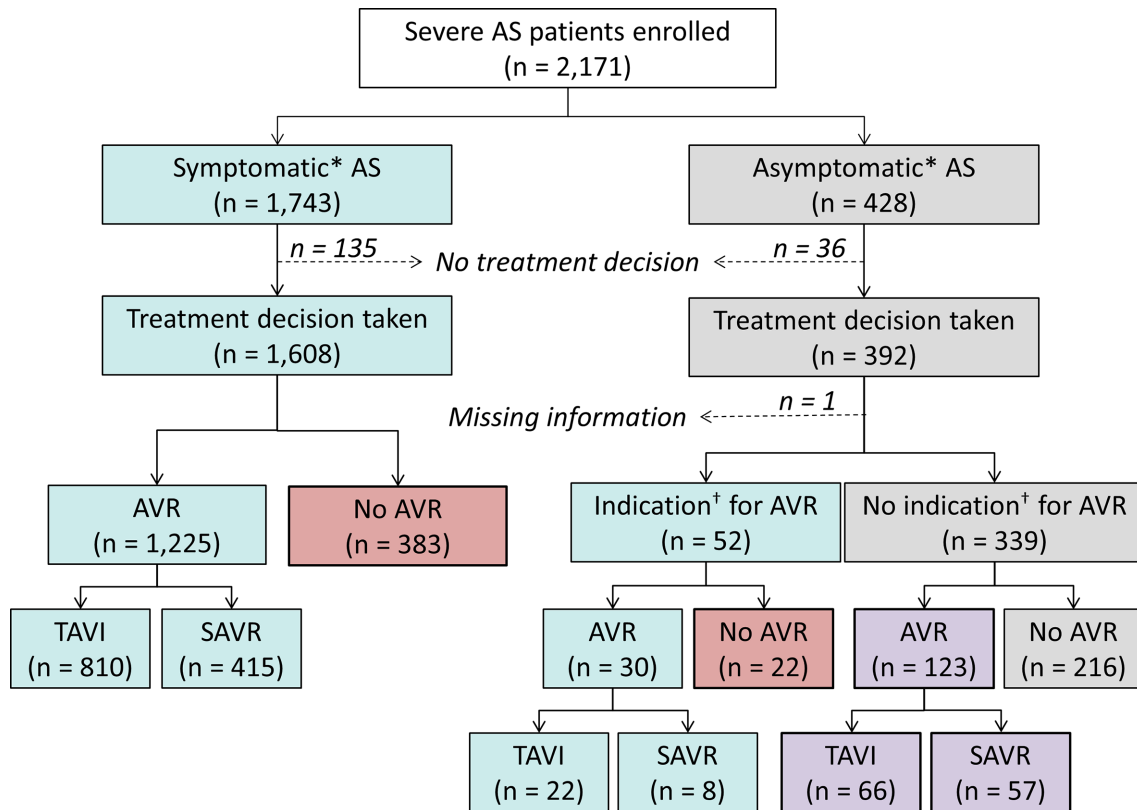 Severe AS patients enrolled
(n = 2,171)
Symptomatic* AS
(n = 1,743)
Asymptomatic* AS
(n = 428)
n = 135
No treatment decision
n = 36
Treatment decision taken
(n = 1,608)
Treatment decision taken
(n = 392)
Missing information
n = 1
AVR
(n = 1,225)
No AVR
(n = 383)
Indication† for AVR
(n = 52)
No indication† for AVR
(n = 339)
TAVI
(n = 810)
SAVR
(n = 415)
AVR
(n = 30)
No AVR
(n = 22)
AVR
(n = 123)
No AVR
(n = 216)
TAVI
(n = 22)
SAVR
(n = 8)
TAVI
(n = 66)
SAVR
(n = 57)